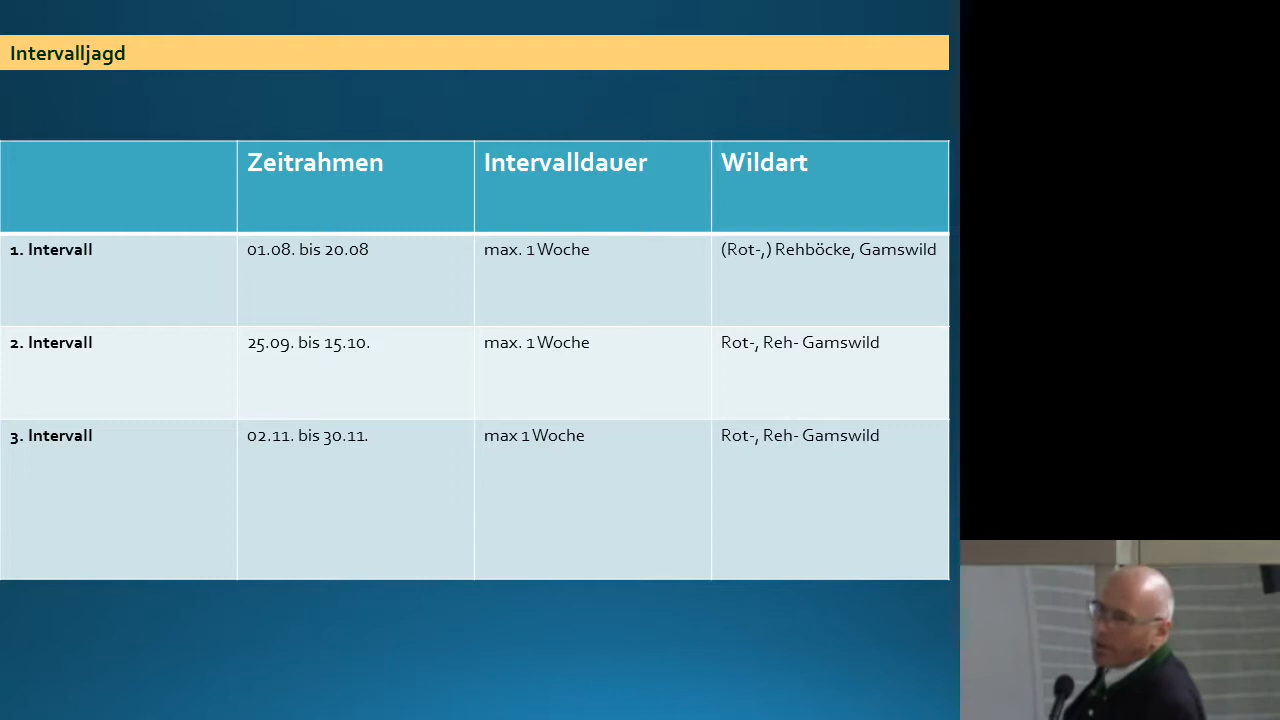 Intervalljagd
Zeitrahmen Intervalldauer Wildart
1. Intervall 01.08. bis 20.08 max. 1 Woche (Rot-,) Rehböcke, Gamswild
2. Intervall 25.09. bis 15.10. max. 1 Woche Rot-, Reh- Gamswild
3. Intervall 02.11. bis 30.11. max 1 Woche Rot-, Reh- Gamswild